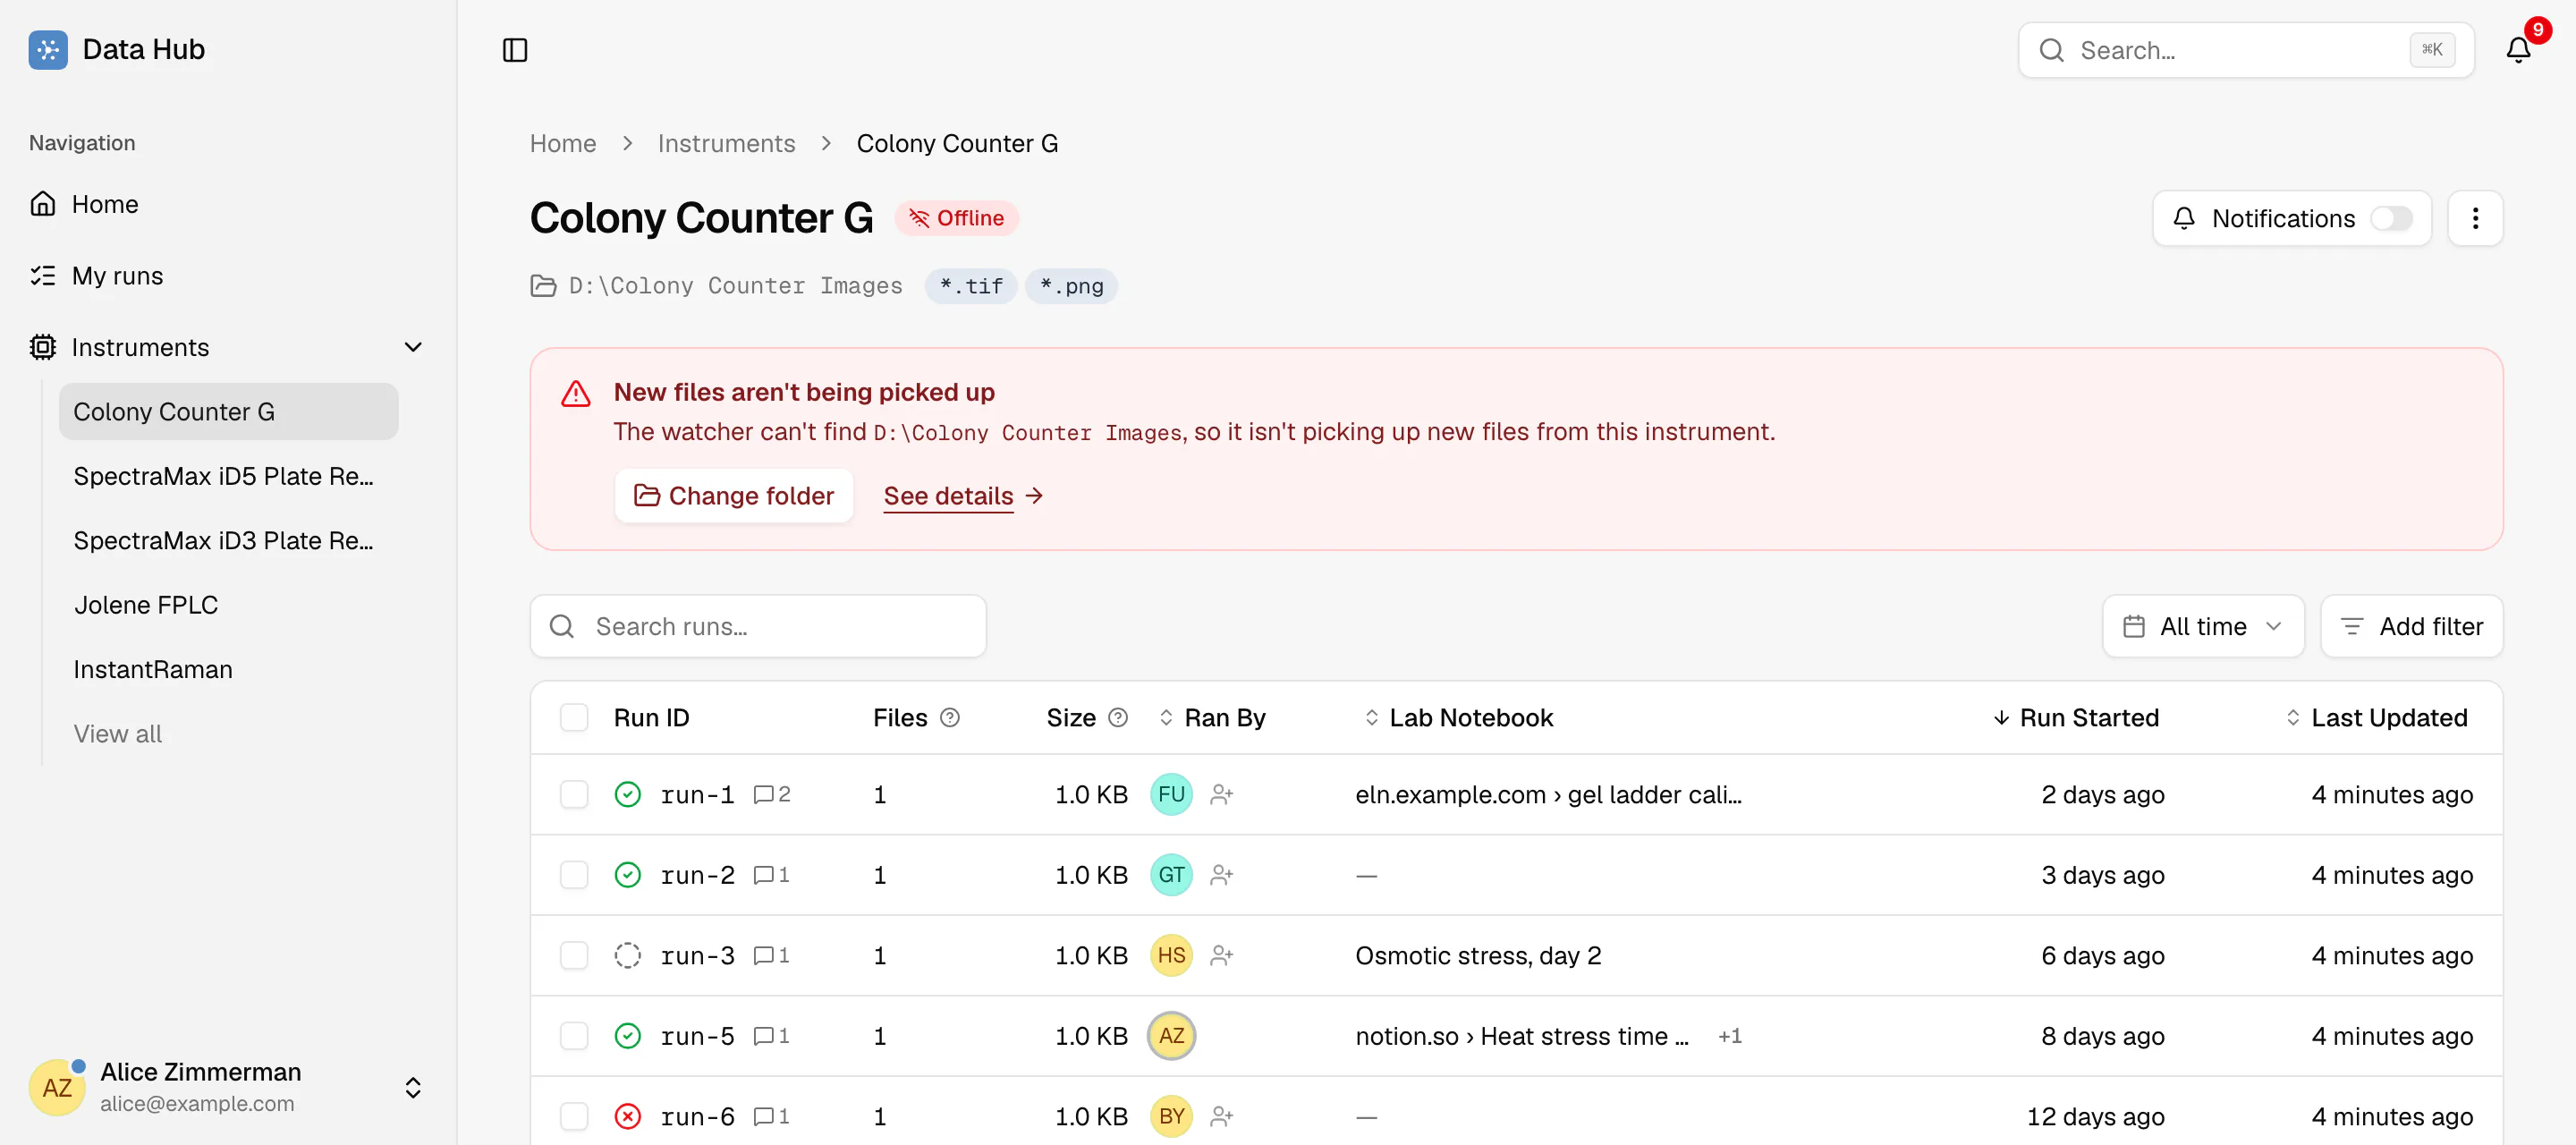 Data Hub
Search...
⌘K
9
Navigation
Home
My runs
Instruments
Colony Counter G
SpectraMax iD5 Plate Re...
SpectraMax iD3 Plate Re...
Jolene FPLC
InstantRaman
View all
AZ
Alice Zimmerman
alice@example.com
Home > Instruments > Colony Counter G
Colony Counter G
Offline
Notifications
D:\Colony Counter Images
*.tif
*.png
New files aren't being picked up
The watcher can't find D:\Colony Counter Images, so it isn't picking up new files from this instrument.
Change folder
See details →
Search runs...
All time
Add filter
Run ID Files Size Ran By Lab Notebook Run Started Last Updated
run-1 2 1 1.0 KB FU eln.example.com › gel ladder cali... 2 days ago 4 minutes ago
run-2 1 1 1.0 KB GT — 3 days ago 4 minutes ago
run-3 1 1 1.0 KB HS Osmotic stress, day 2 6 days ago 4 minutes ago
run-5 1 1 1.0 KB AZ notion.so › Heat stress time ... +1 8 days ago 4 minutes ago
run-6 1 1 1.0 KB BY — 12 days ago 4 minutes ago